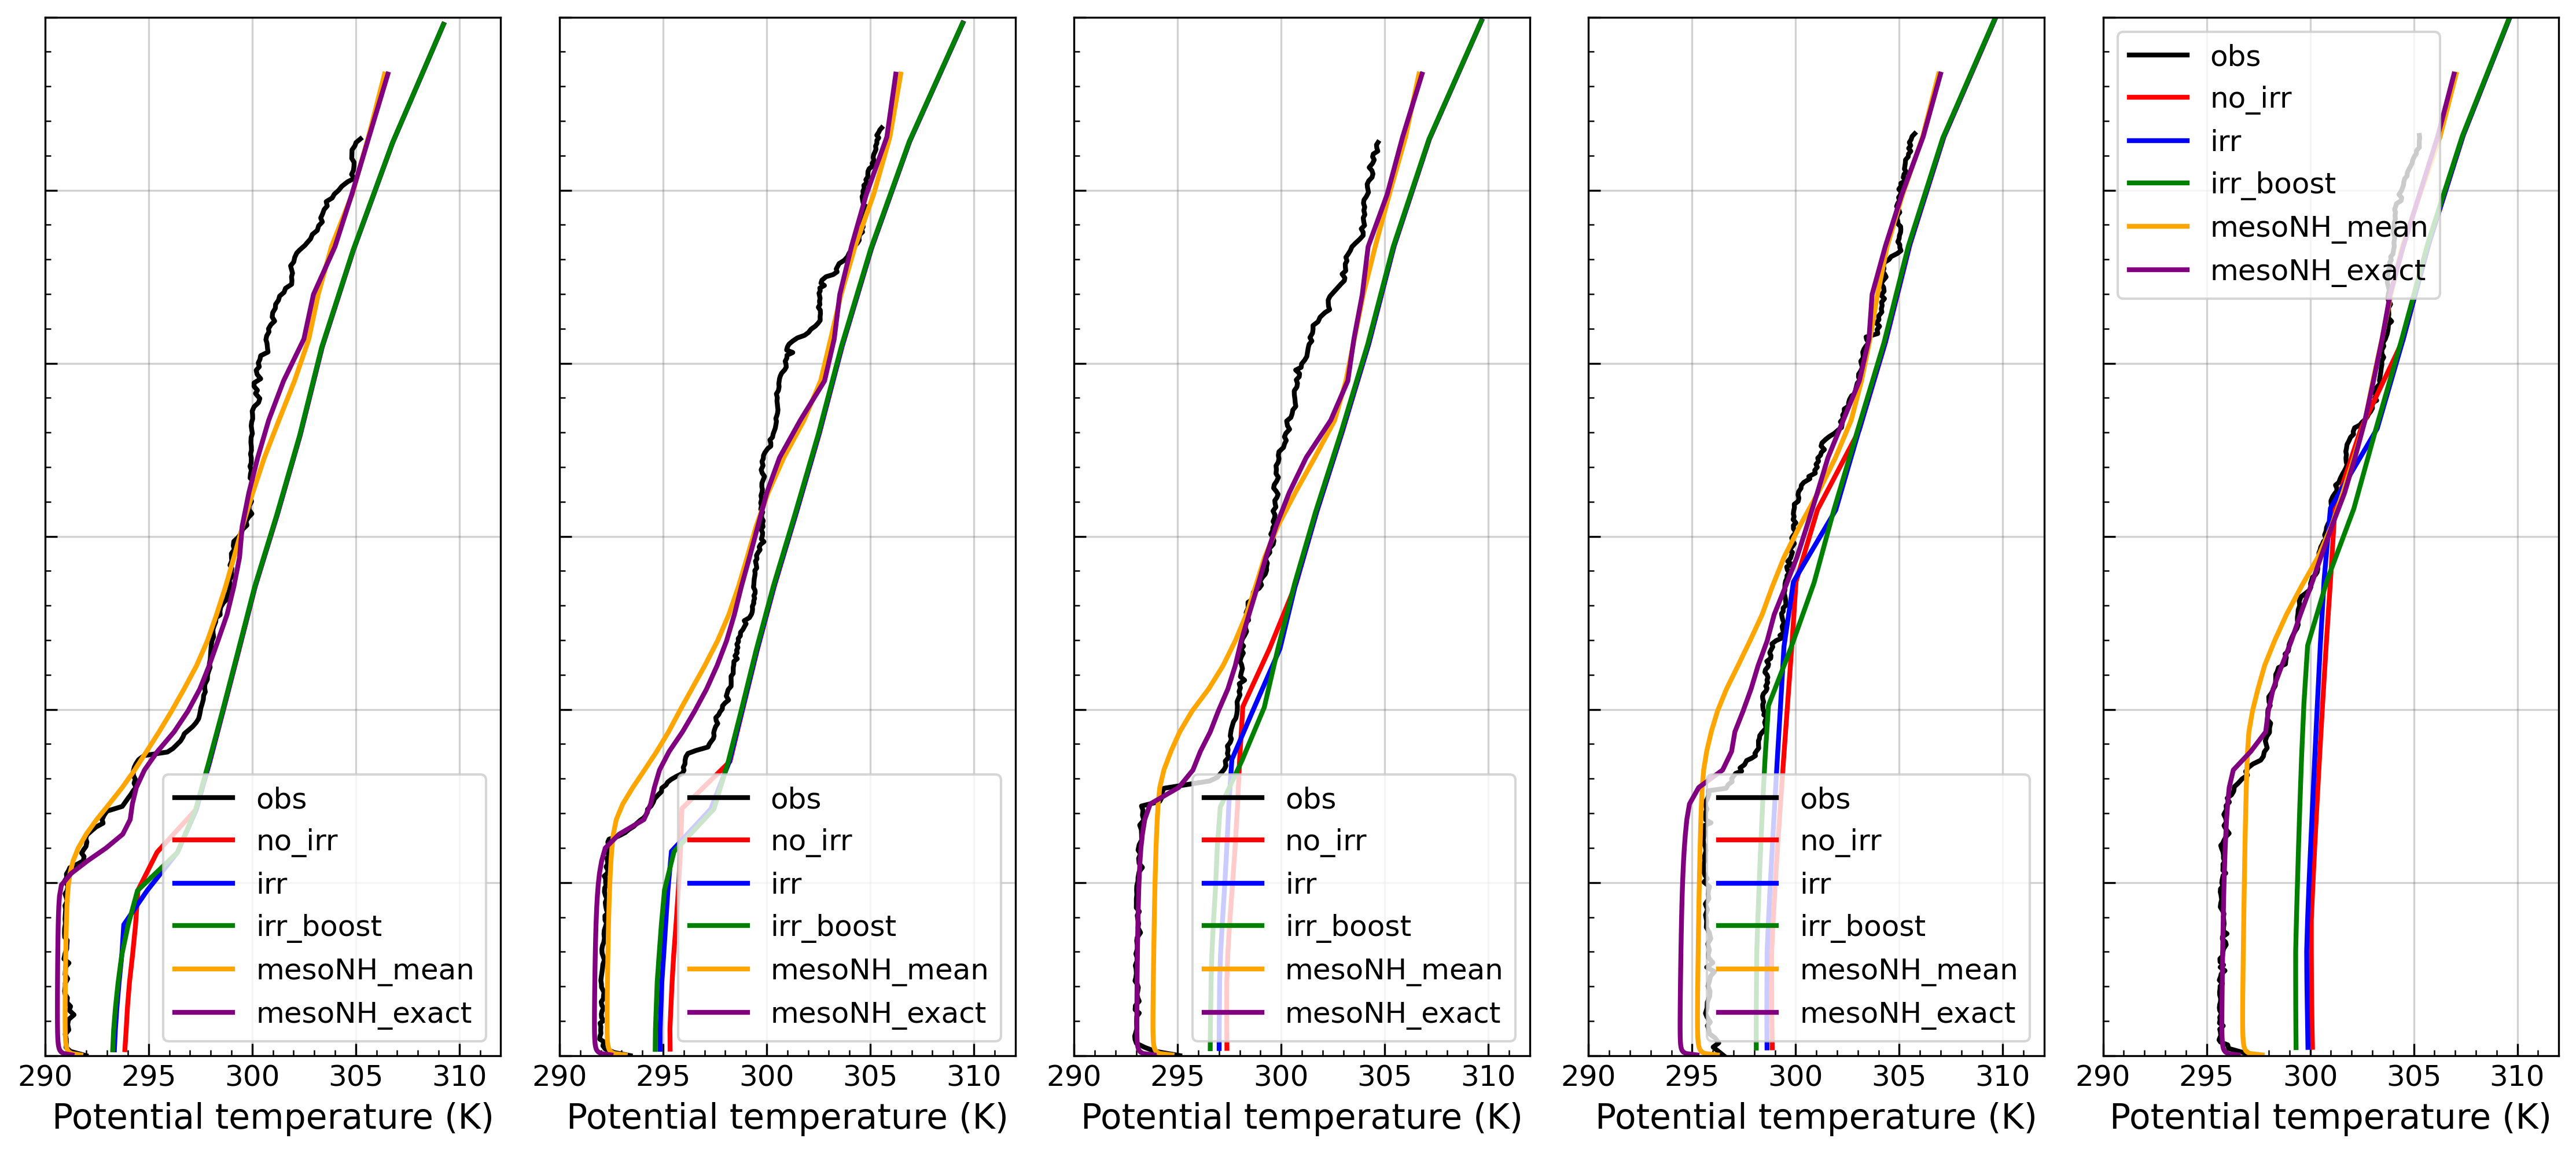 obs
no_irr
irr
irr_boost
mesoNH_mean
mesoNH_exact
290 295 300 305 310
Potential temperature (K)
obs
no_irr
irr
irr_boost
mesoNH_mean
mesoNH_exact
290 295 300 305 310
Potential temperature (K)
obs
no_irr
irr
irr_boost
mesoNH_mean
mesoNH_exact
290 295 300 305 310
Potential temperature (K)
obs
no_irr
irr
irr_boost
mesoNH_mean
mesoNH_exact
290 295 300 305 310
Potential temperature (K)
obs
no_irr
irr
irr_boost
mesoNH_mean
mesoNH_exact
290 295 300 305 310
Potential temperature (K)